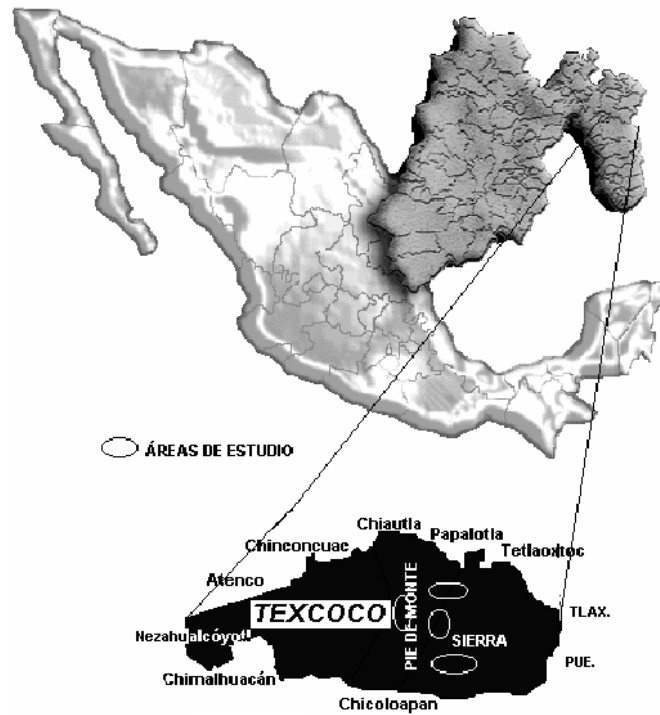 ÁREAS DE ESTUDIO
Chiautla
Papalotla
Chinconcuac
Tetlaoxtoc
Atenco
TEXCOCO
PIE DE MONTE
TLAX.
Nezahualcóyotl
SIERRA
PUE.
Chimalhuacán
Chicoloapan